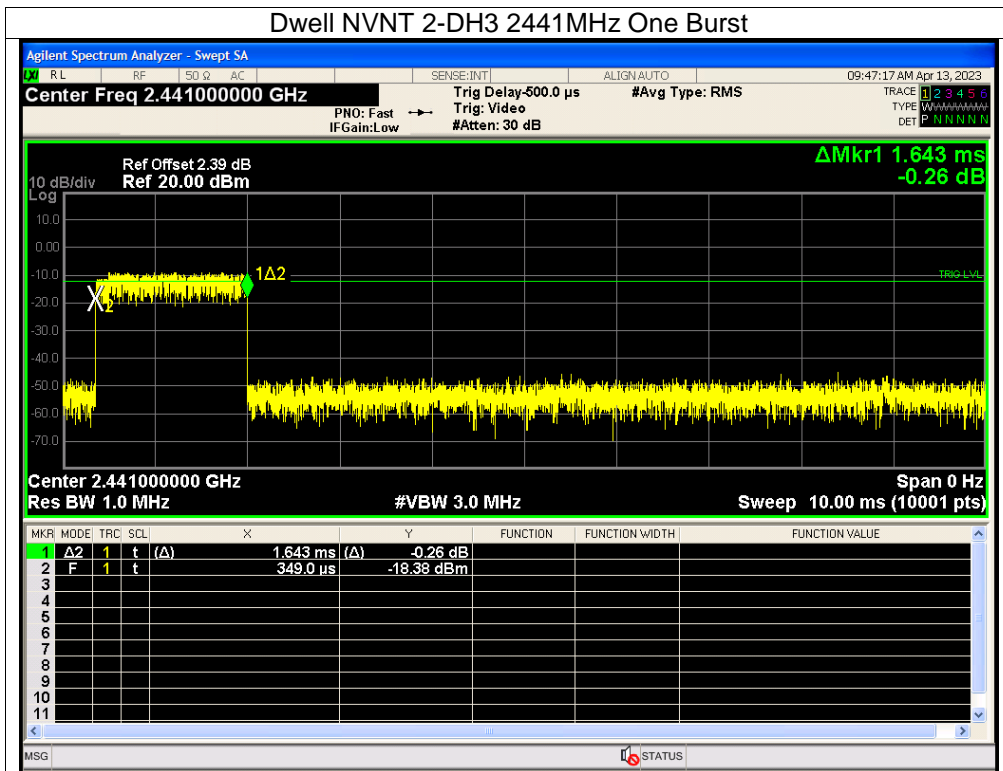 Dwell NVNT 2-DH3 2441MHz One Burst
Agilent Spectrum Analyzer - Swept SA
LXI RL RF 50 Ω AC SENSE:INT ALIGN AUTO 09:47:17 AM Apr 13, 2023
Center Freq 2.441000000 GHz
PNO: Fast
IFGain:Low
Trig Delay-500.0 µs
Trig: Video
#Atten: 30 dB
#Avg Type: RMS
TRACE 1 2 3 4 5 6
TYPE WWWWWW
DET P N N N N N
ΔMkr1 1.643 ms
-0.26 dB
Ref Offset 2.39 dB
10 dB/div Ref 20.00 dBm
Log
10.0
0.00
-10.0
-20.0
-30.0
-40.0
-50.0
-60.0
-70.0
1Δ2
TRIG LVL
2
Center 2.441000000 GHz Span 0 Hz
Res BW 1.0 MHz #VBW 3.0 MHz Sweep 10.00 ms (10001 pts)
MKR MODE TRC SCL X Y FUNCTION FUNCTION WIDTH FUNCTION VALUE
1 Δ2 1 t (Δ) 1.643 ms (Δ) -0.26 dB
2 F 1 t 349.0 µs -18.38 dBm
3
4
5
6
7
8
9
10
11
MSG STATUS